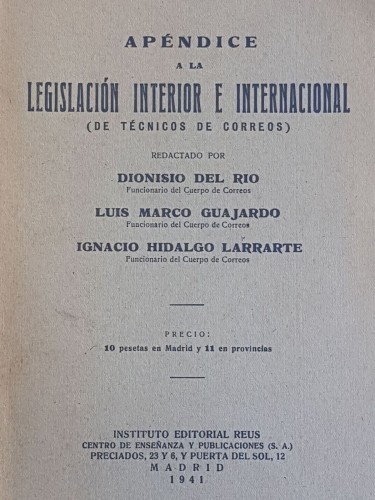 APÉNDICE
A LA
LEGISLACIÓN INTERIOR E INTERNACIONAL
(DE TÉCNICOS DE CORREOS)
REDACTADO POR
DIONISIO DEL RIO
Funcionario del Cuerpo de Correos
LUIS MARCO GUAJARDO
Funcionario del Cuerpo de Correos
IGNACIO HIDALGO LARRARTE
Funcionario del Cuerpo de Correos
PRECIO:
10 pesetas en Madrid y 11 en provincias
INSTITUTO EDITORIAL REUS
CENTRO DE ENSEÑANZA Y PUBLICACIONES (S. A.)
PRECIADOS, 23 Y 6, Y PUERTA DEL SOL, 12
MADRID
1941